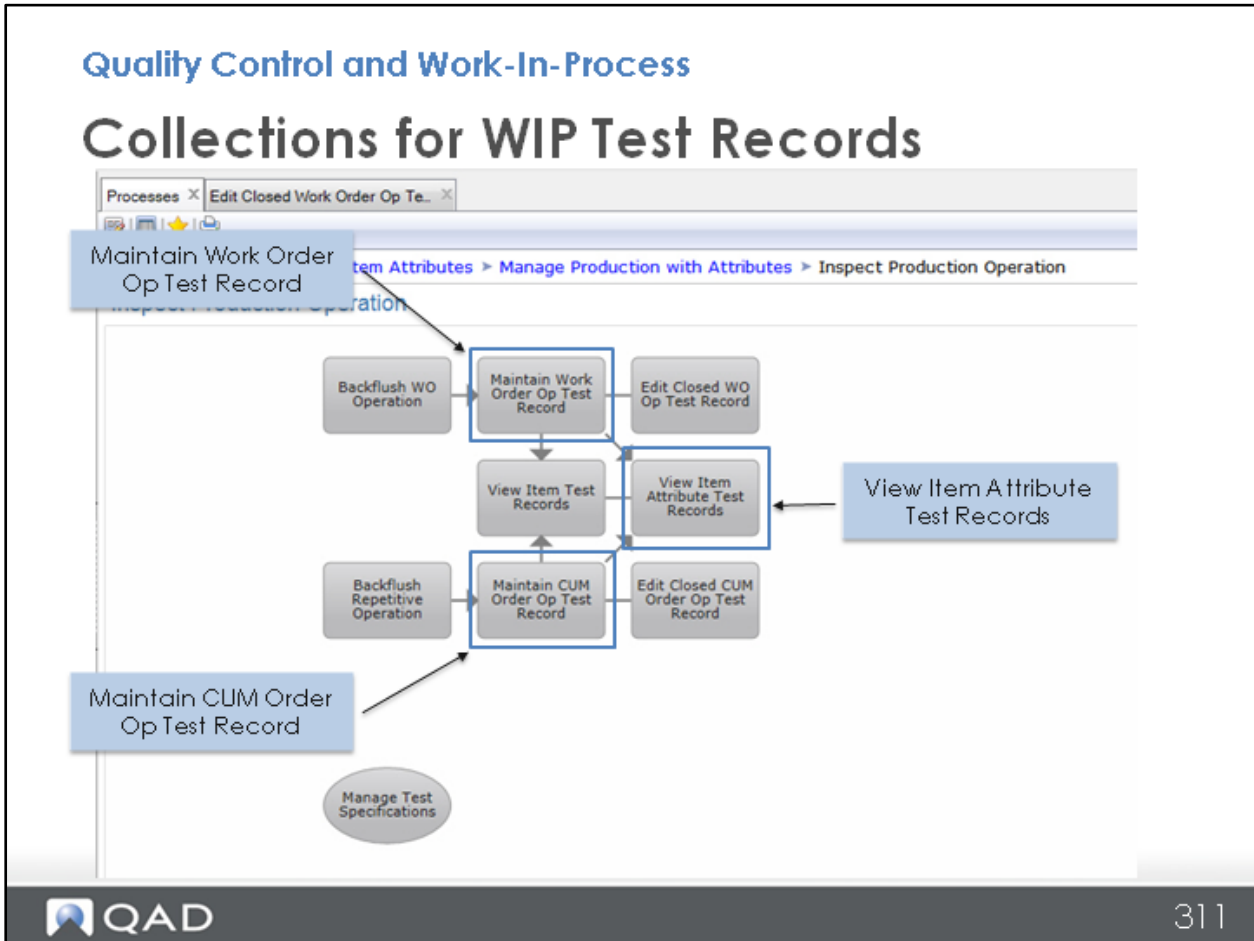 Quality Control and Work-In-Process
Collections for WIP Test Records
Processes
Edit Closed Work Order Op Te...
Maintain Work Order
Op Test Record
tem Attributes > Manage Production with Attributes > Inspect Production Operation
Inspect Production Operation
Backflush WO
Operation
Maintain Work
Order Op Test
Record
Edit Closed WO
Op Test Record
View Item Test
Records
View Item
Attribute Test
Records
View Item Attribute
Test Records
Backflush
Repetitive
Operation
Maintain CUM
Order Op Test
Record
Edit Closed CUM
Order Op Test
Record
Maintain CUM Order
Op Test Record
Manage Test
Specifications
QAD
311